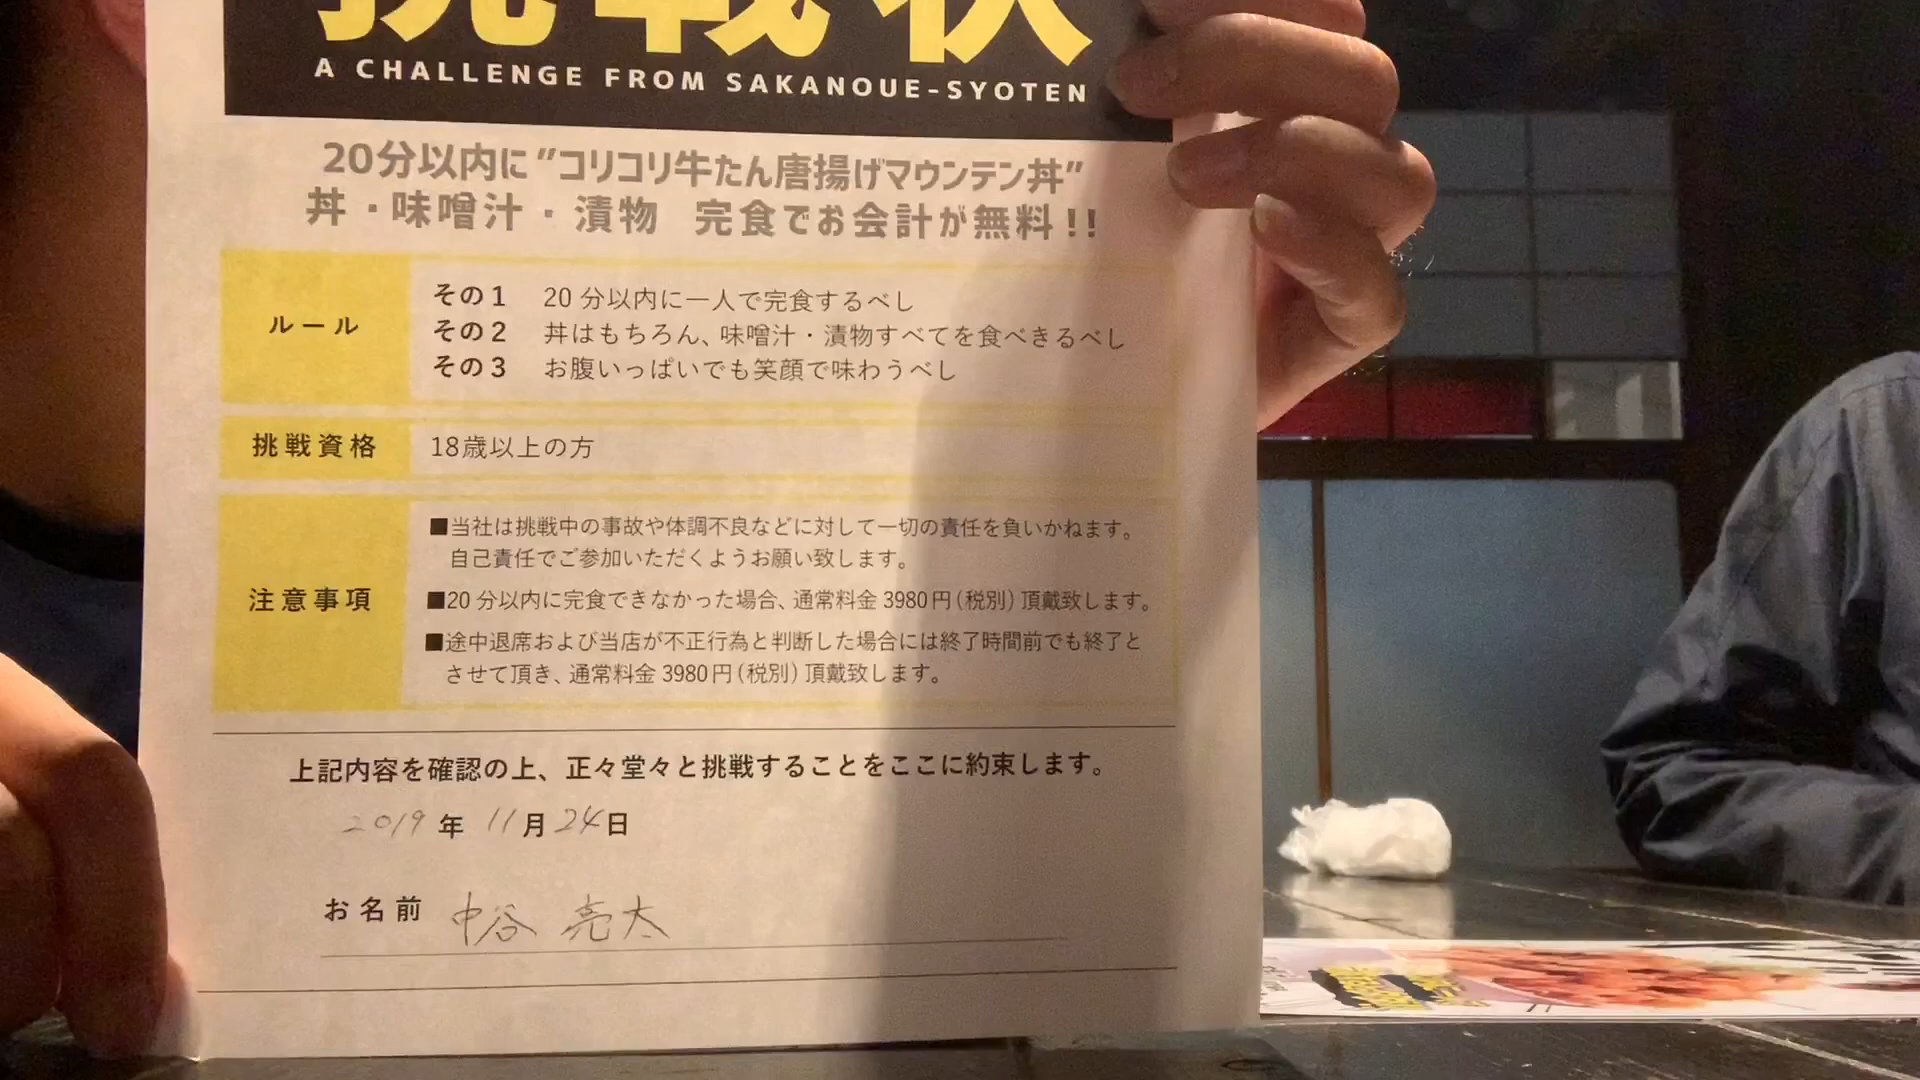 挑戦状
A CHALLENGE FROM SAKANOUE-SYOTEN
20分以内に"コリコリ牛たん唐揚げマウンテン丼"
丼・味噌汁・漬物 完食でお会計が無料!!
ルール
その1 20分以内に一人で完食するべし
その2 丼はもちろん、味噌汁・漬物すべてを食べきるべし
その3 お腹いっぱいでも笑顔で味わうべし
挑戦資格 18歳以上の方
注意事項
■当社は挑戦中の事故や体調不良などに対して一切の責任を負いかねます。
自己責任でご参加いただくようお願い致します。
■20分以内に完食できなかった場合、通常料金3980円(税別)頂戴致します。
■途中退席および当店が不正行為と判断した場合には終了時間前でも終了と
させて頂き、通常料金3980円(税別)頂戴致します。
上記内容を確認の上、正々堂々と挑戦することをここに約束します。
2019年11月24日
お名前 中谷 亮太